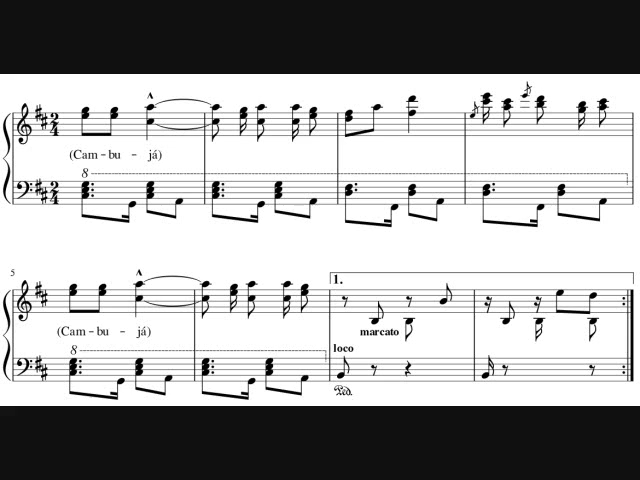 (Cam – bu – já)
8
5
1.
(Cam – bu – já)
marcato
8
loco
Ped.